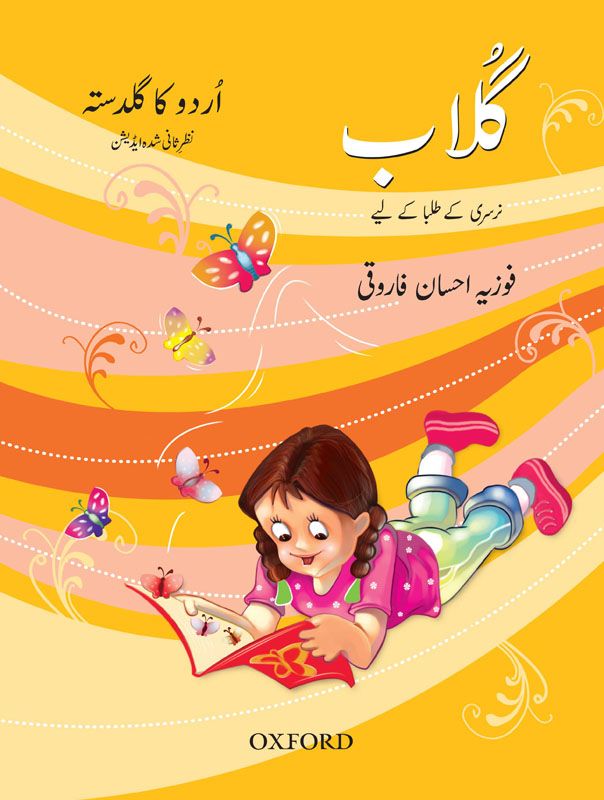 گُلاب
نرسری کے طلبا کے لیے
فوزیہ احسان فاروقی
اُردو کا گلدستہ
نظرِ ثانی شدہ ایڈیشن
OXFORD